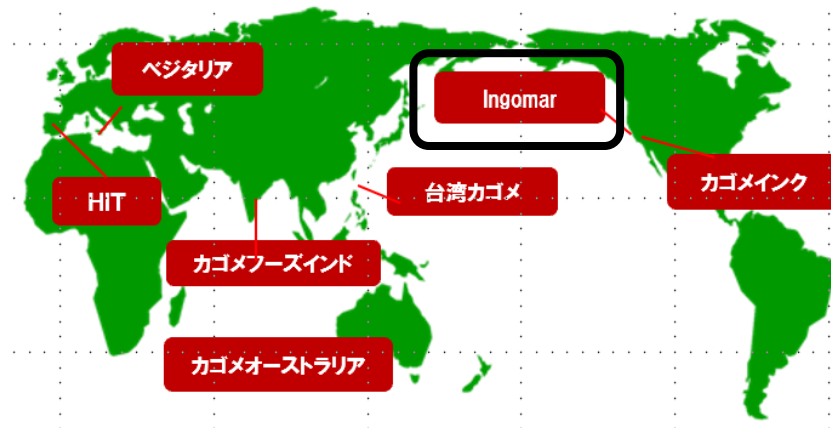 ベジタリア
Ingomar
カゴメインク
HIT
台湾カゴメ
カゴメフーズインド
カゴメオーストラリア